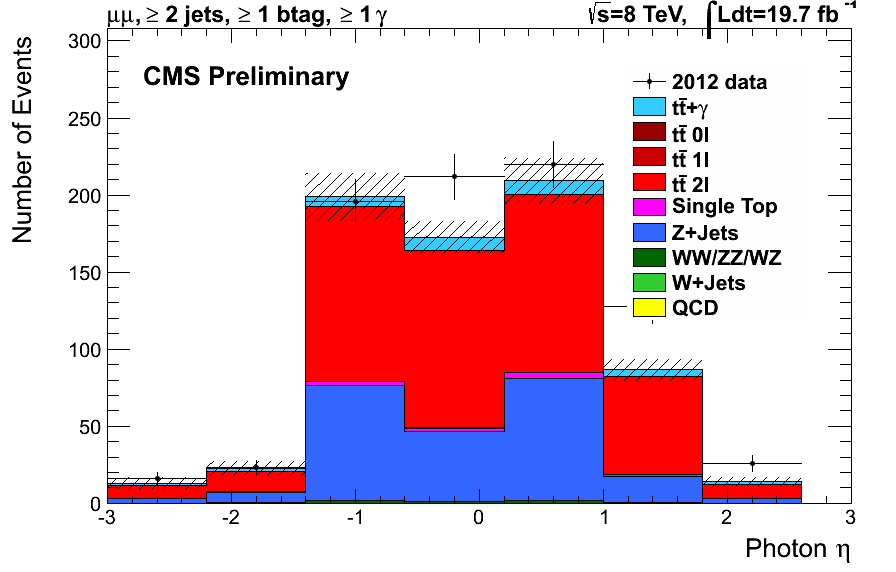 μμ, ≥ 2 jets, ≥ 1 btag, ≥ 1 γ √s=8 TeV, ∫Ldt=19.7 fb⁻¹
CMS Preliminary
2012 data
tt̄+γ
tt̄ 0l
tt̄ 1l
tt̄ 2l
Single Top
Z+Jets
WW/ZZ/WZ
W+Jets
QCD
Number of Events
300
250
200
150
100
50
0
-3 -2 -1 0 1 2 3
Photon η